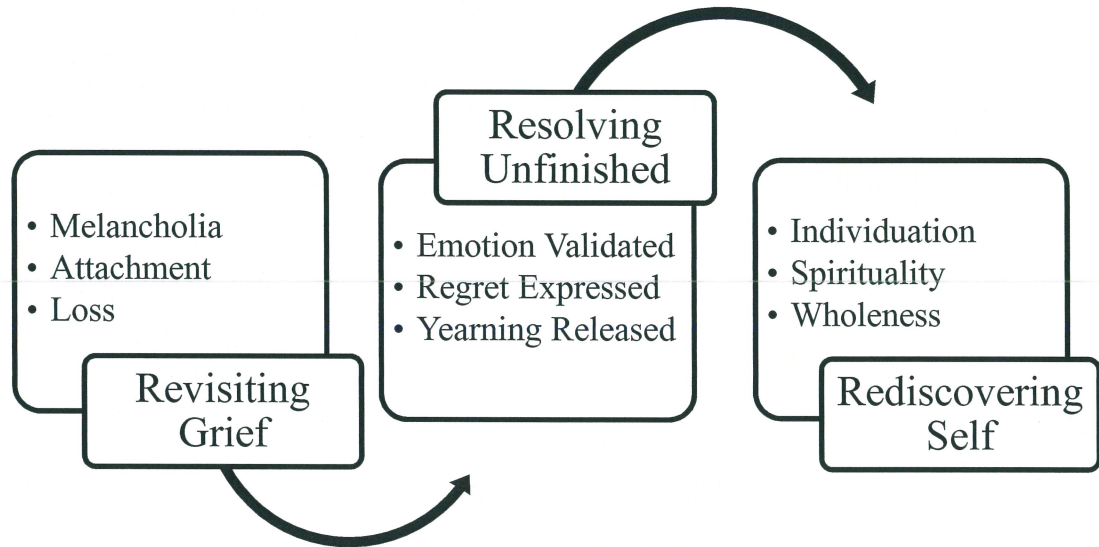 • Melancholia
• Attachment
• Loss
Revisiting
Grief
Resolving
Unfinished
• Emotion Validated
• Regret Expressed
• Yearning Released
• Individuation
• Spirituality
• Wholeness
Rediscovering
Self